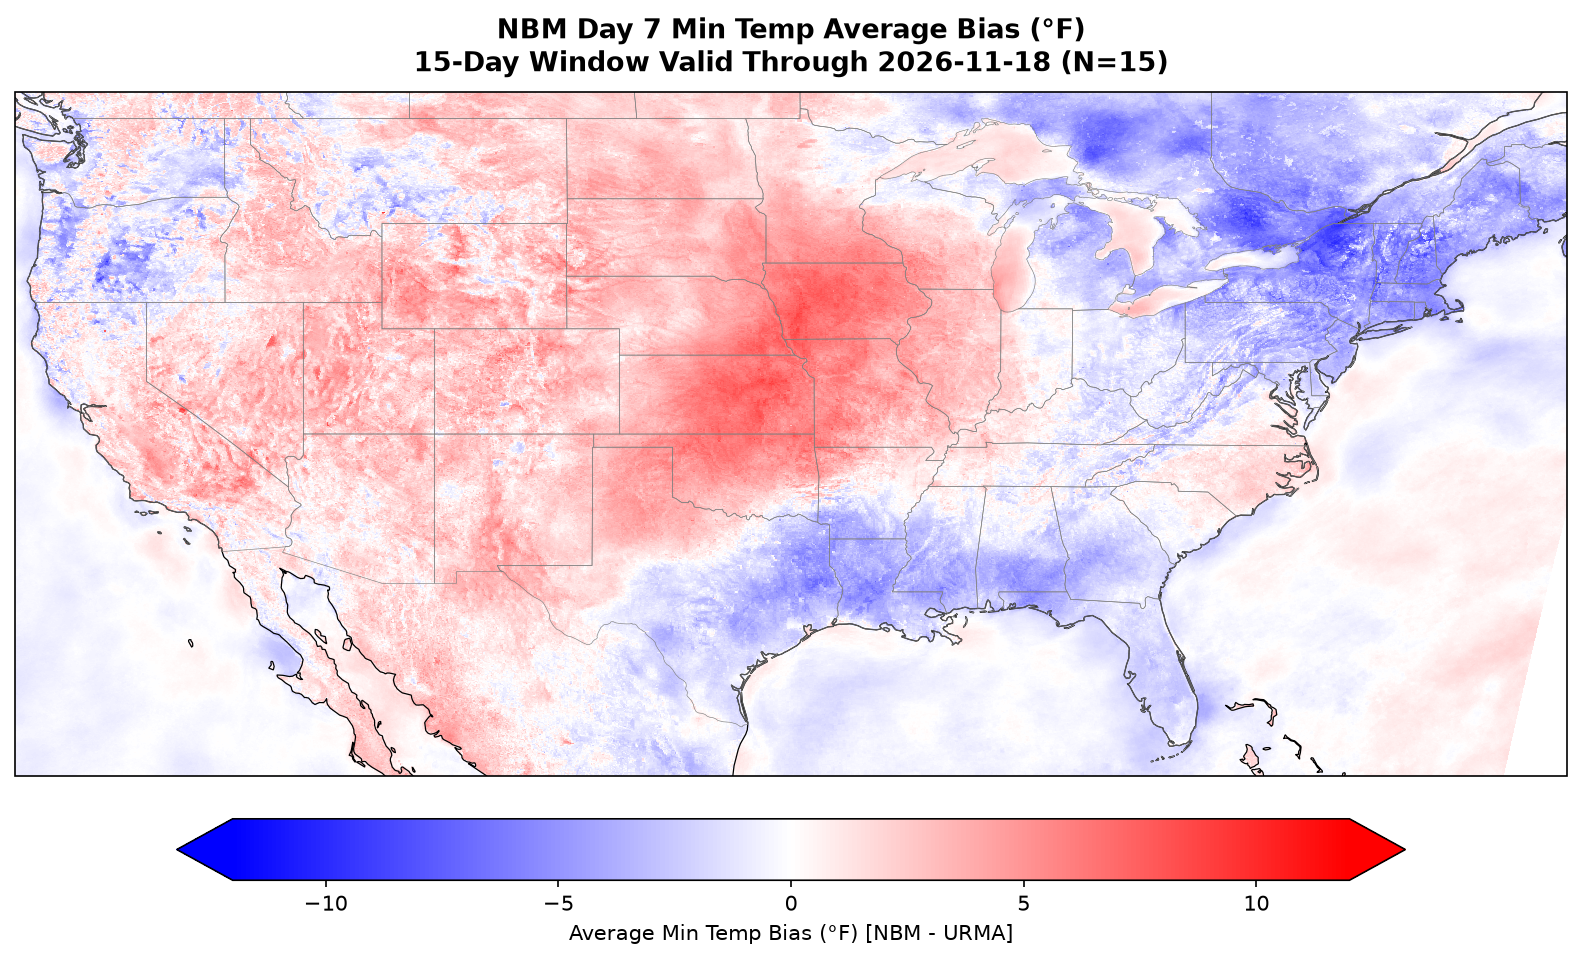 NBM Day 7 Min Temp Average Bias (°F)
15-Day Window Valid Through 2026-11-18 (N=15)
−10 −5 0 5 10
Average Min Temp Bias (°F) [NBM - URMA]